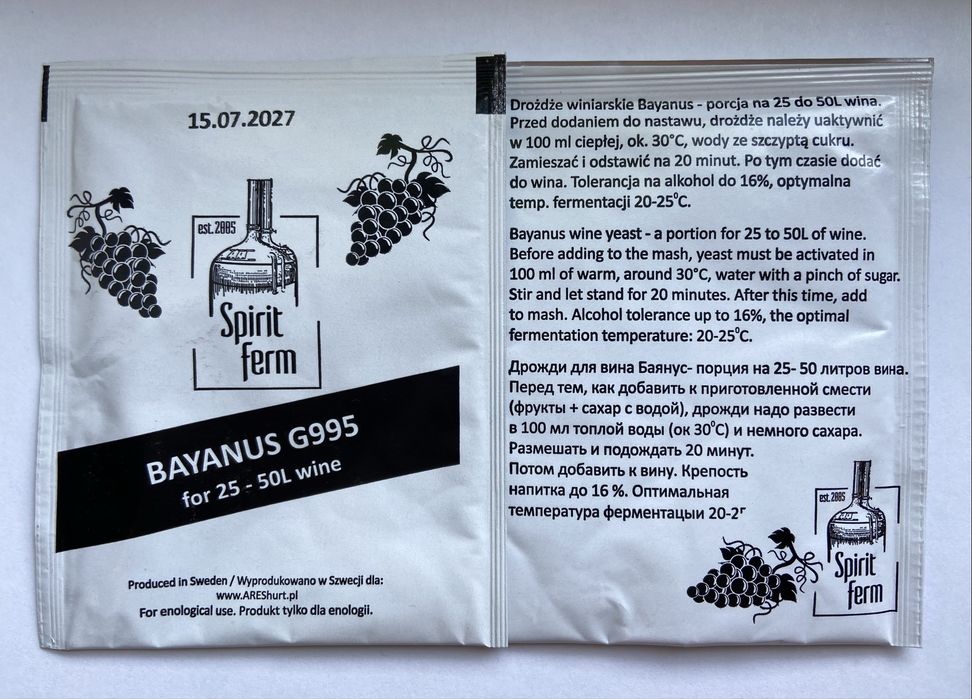 15.07.2027
est. 2005
Spirit
ferm
BAYANUS G995
for 25 - 50L wine
Produced in Sweden / Wyprodukowano w Szwecji dla:
www.AREShurt.pl
For enological use. Produkt tylko dla enologii.
Drożdże winiarskie Bayanus - porcja na 25 do 50L wina.
Przed dodaniem do nastawu, drożdże należy uaktywnić
w 100 ml ciepłej, ok. 30°C, wody ze szczyptą cukru.
Zamieszać i odstawić na 20 minut. Po tym czasie dodać
do wina. Tolerancja na alkohol do 16%, optymalna
temp. fermentacji 20-25°C.
Bayanus wine yeast - a portion for 25 to 50L of wine.
Before adding to the mash, yeast must be activated in
100 ml of warm, around 30°C, water with a pinch of sugar.
Stir and let stand for 20 minutes. After this time, add
to mash. Alcohol tolerance up to 16%, the optimal
fermentation temperature: 20-25°C.
Дрожди для вина Баянус- порция на 25- 50 литров вина.
Перед тем, как добавить к приготовленной смести
(фрукты + сахар с водой), дрожди надо развести
в 100 мл топлой воды (ок 30°C) и немного сахара.
Размешать и подождать 20 минут.
Потом добавить к вину. Крепость
напитка до 16 %. Оптимальная
температура ферментацыи 20-2
est. 2005
Spirit
ferm